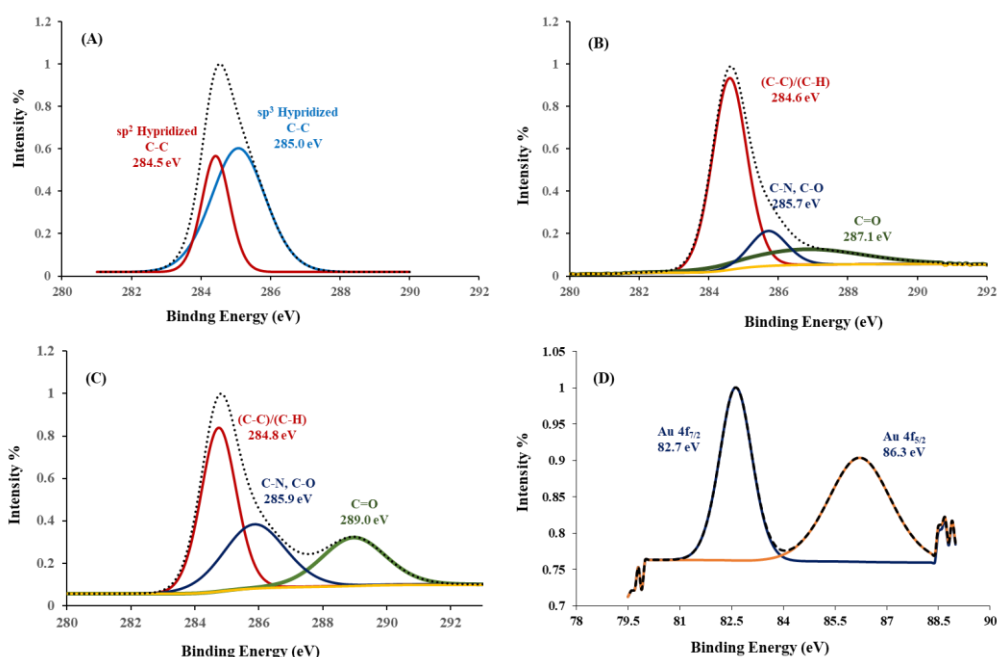 (A)
1.2
1
0.8
0.6
0.4
0.2
0
Intensity %
sp² Hypridized
C-C
284.5 eV
sp³ Hypridized
C-C
285.0 eV
280 282 284 286 288 290 292
Bindng Energy (eV)
(B)
1.2
1
0.8
0.6
0.4
0.2
0
Intensity %
(C-C)/(C-H)
284.6 eV
C-N, C-O
285.7 eV
C=O
287.1 eV
280 282 284 286 288 290 292
Binding Energy (eV)
(C)
1.2
1
0.8
0.6
0.4
0.2
0
Intensity %
(C-C)/(C-H)
284.8 eV
C-N, C-O
285.9 eV
C=O
289.0 eV
280 282 284 286 288 290 292
Binding Energy (eV)
(D)
1.05
1
0.95
0.9
0.85
0.8
0.75
0.7
Intensity %
Au 4f7/2
82.7 eV
Au 4f5/2
86.3 eV
78 79.5 81 82.5 84 85.5 87 88.5 90
Binding Energy (eV)